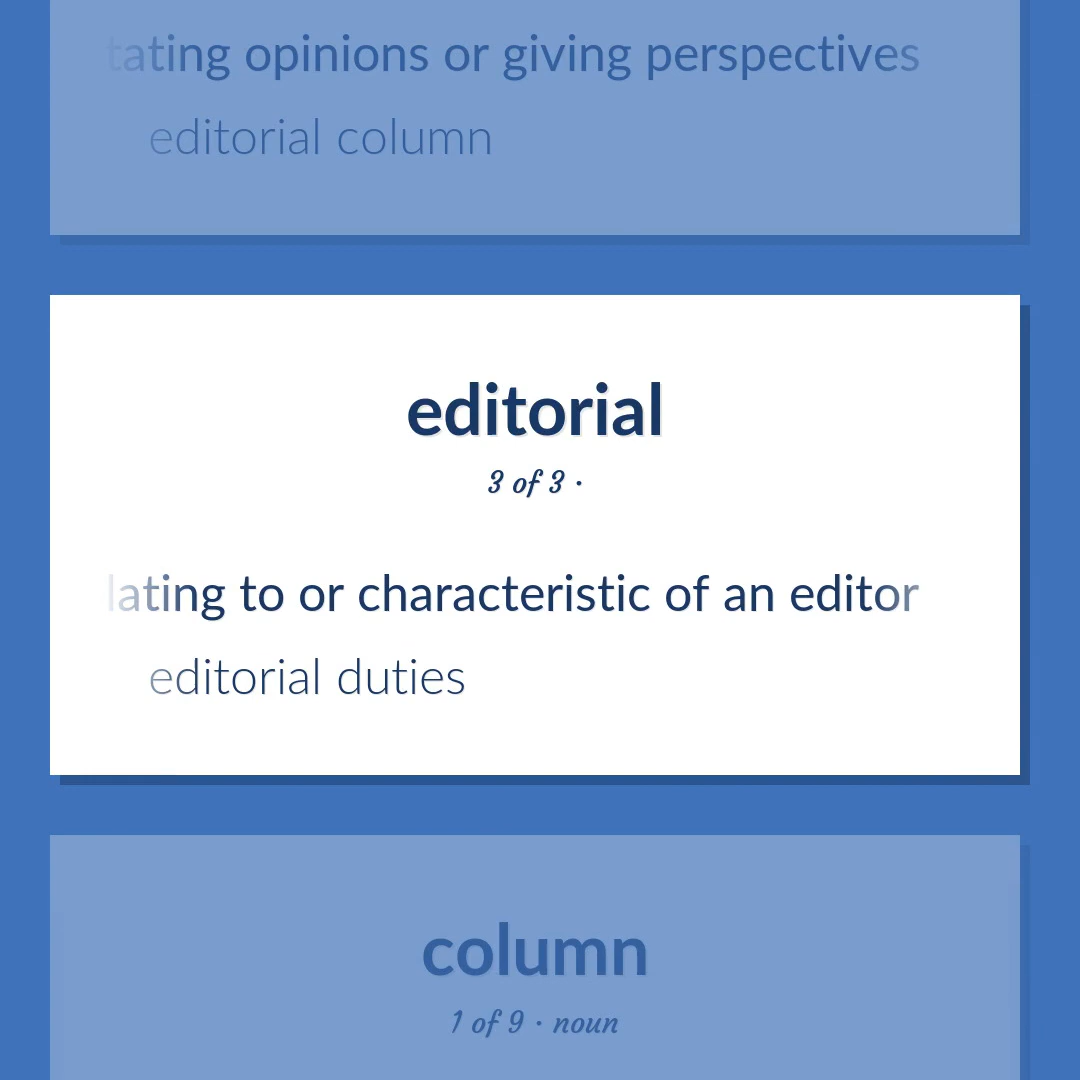 tating opinions or giving perspectives
editorial column
editorial
3 of 3 ·
lating to or characteristic of an editor
editorial duties
column
1 of 9 · noun